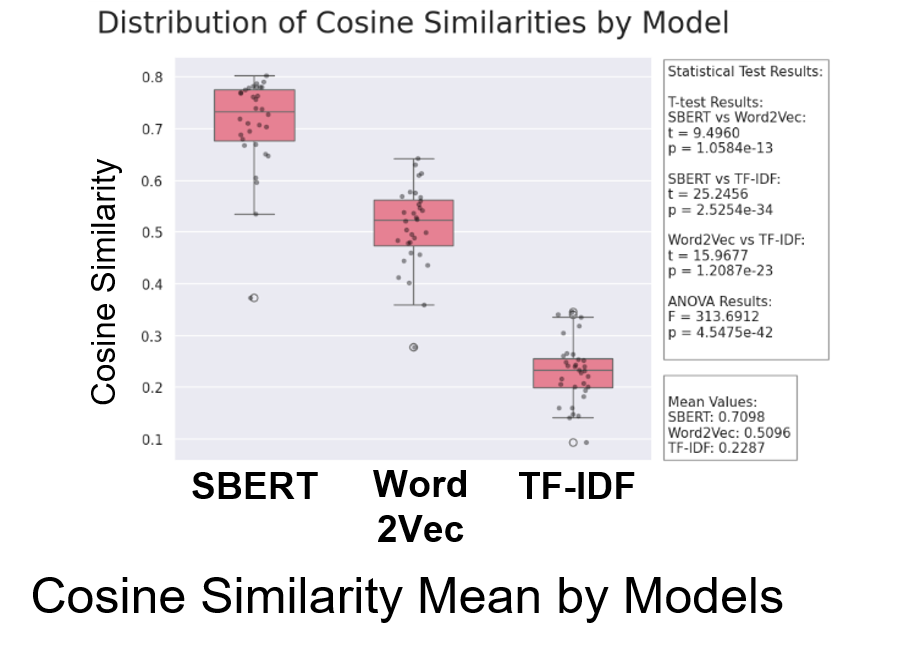 Distribution of Cosine Similarities by Model
Cosine Similarity
0.8
0.7
0.6
0.5
0.4
0.3
0.2
0.1
SBERT
Word
2Vec
TF-IDF
Statistical Test Results:
T-test Results:
SBERT vs Word2Vec:
t = 9.4960
p = 1.0584e-13
SBERT vs TF-IDF:
t = 25.2456
p = 2.5254e-34
Word2Vec vs TF-IDF:
t = 15.9677
p = 1.2087e-23
ANOVA Results:
F = 313.6912
p = 4.5475e-42
Mean Values:
SBERT: 0.7098
Word2Vec: 0.5096
TF-IDF: 0.2287
Cosine Similarity Mean by Models